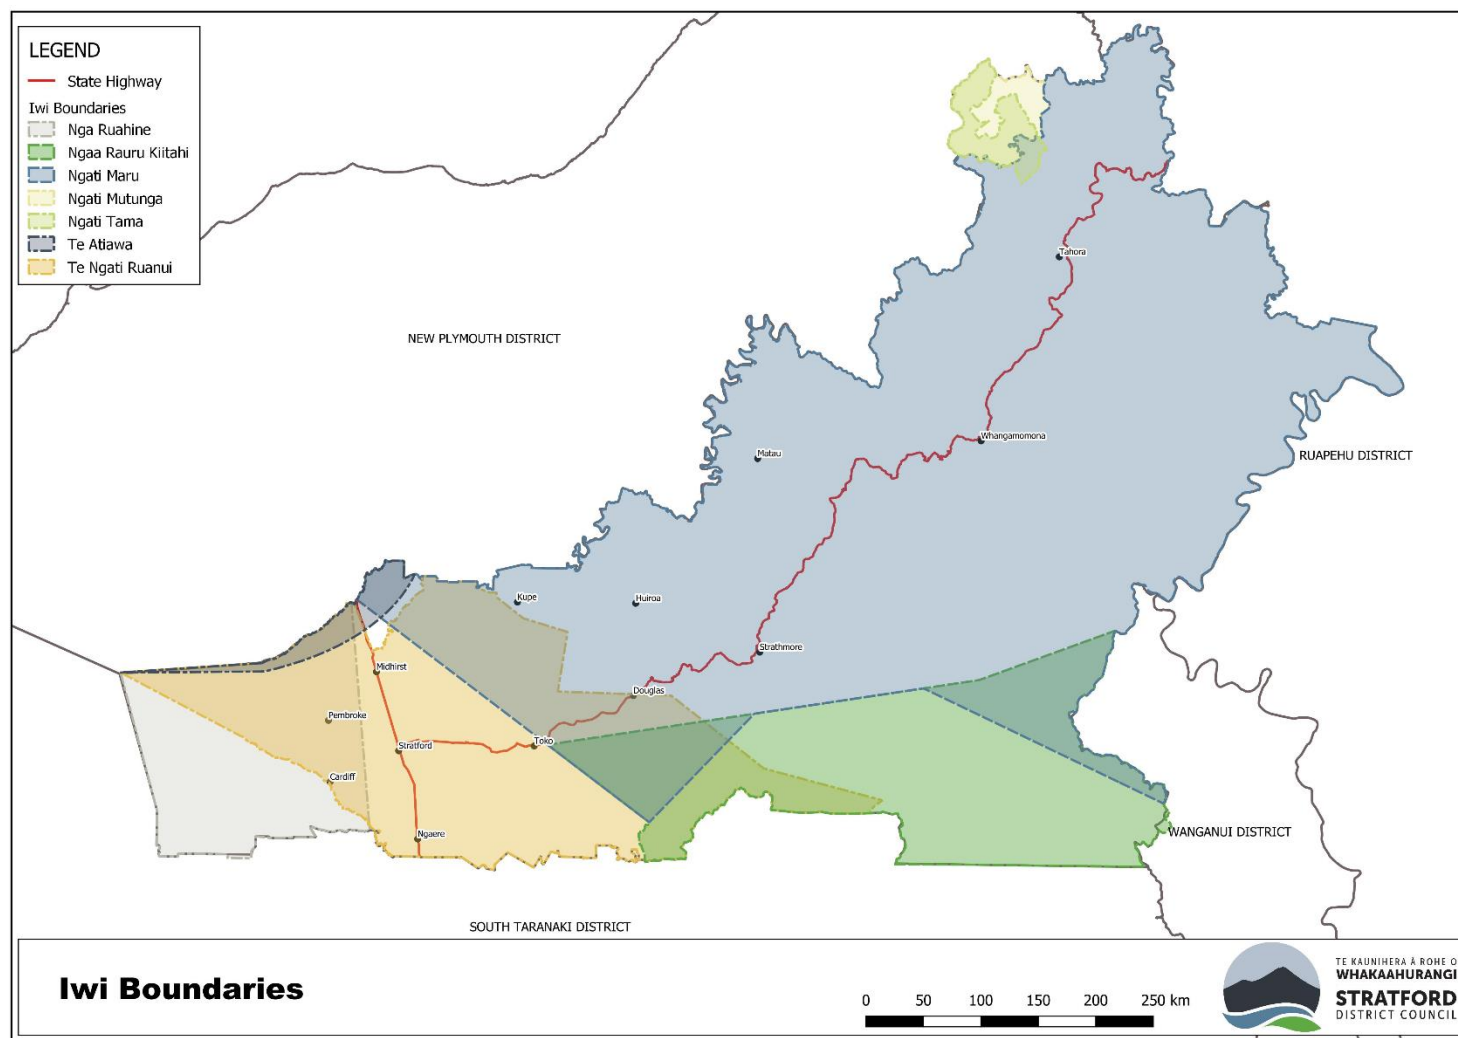 LEGEND
State Highway
Iwi Boundaries
Nga Ruahine
Ngaa Rauru Kiitahi
Ngati Maru
Ngati Mutunga
Ngati Tama
Te Atiawa
Te Ngati Ruanui
Tahora
NEW PLYMOUTH DISTRICT
Whangamomona
Matau
RUAPEHU DISTRICT
Kupe
Huiroa
Strathmore
Midhirst
Douglas
Pembroke
Stratford
Toko
Cardiff
Ngaere
WANGANUI DISTRICT
SOUTH TARANAKI DISTRICT
Iwi Boundaries
0 50 100 150 200 250 km
TE KAUNIHERA Ā ROHE O
WHAKAAHURANGI
STRATFORD
DISTRICT COUNCIL